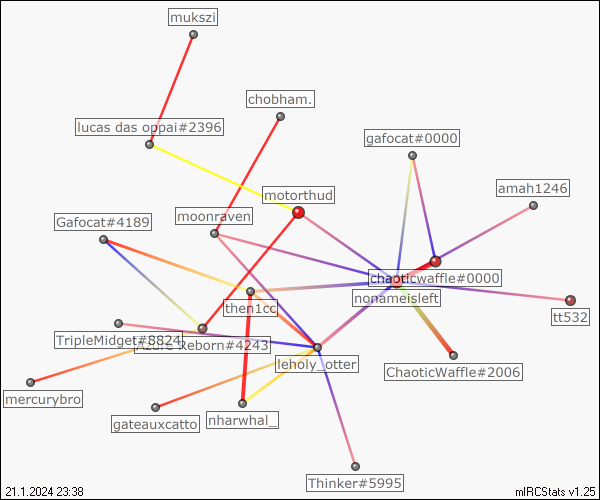 mukszi
chobham.
lucas das oppai#2396
gafocat#0000
amah1246
motorthud
moonraven
Gafocat#4189
chaoticwaffle#0000
nonameisleft
then1cc
tt532
TripleMidget#8824
Azure Reborn#4243
leholy_otter
ChaoticWaffle#2006
mercurybro
gateauxcatto
nharwhal_
Thinker#5995
21.1.2024 23:38
mIRCStats v1.25